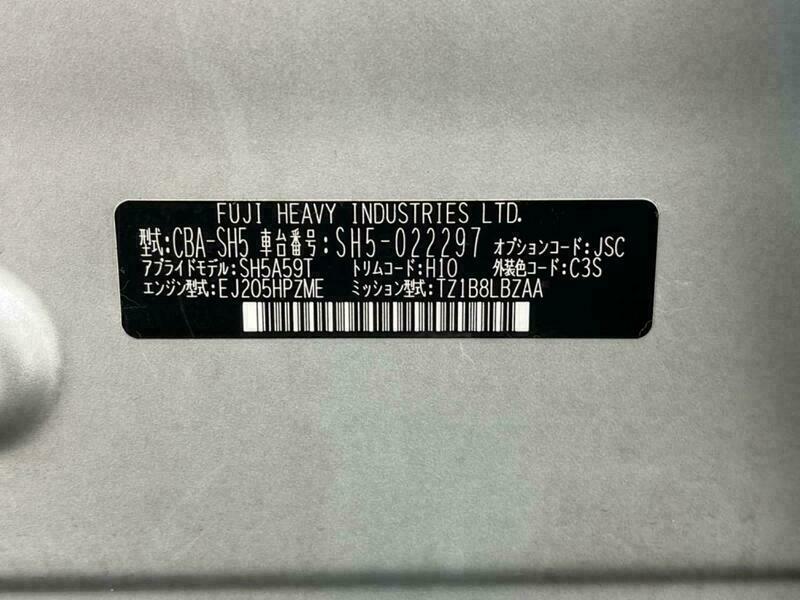 FUJI HEAVY INDUSTRIES LTD.
型式:CBA-SH5 車台番号:SH5-022297 オプションコード:JSC
アプライドモデル:SH5A59T トリムコード:H10 外装色コード:C3S
エンジン型式:EJ205HPZME ミッション型式:TZ1B8LBZAA